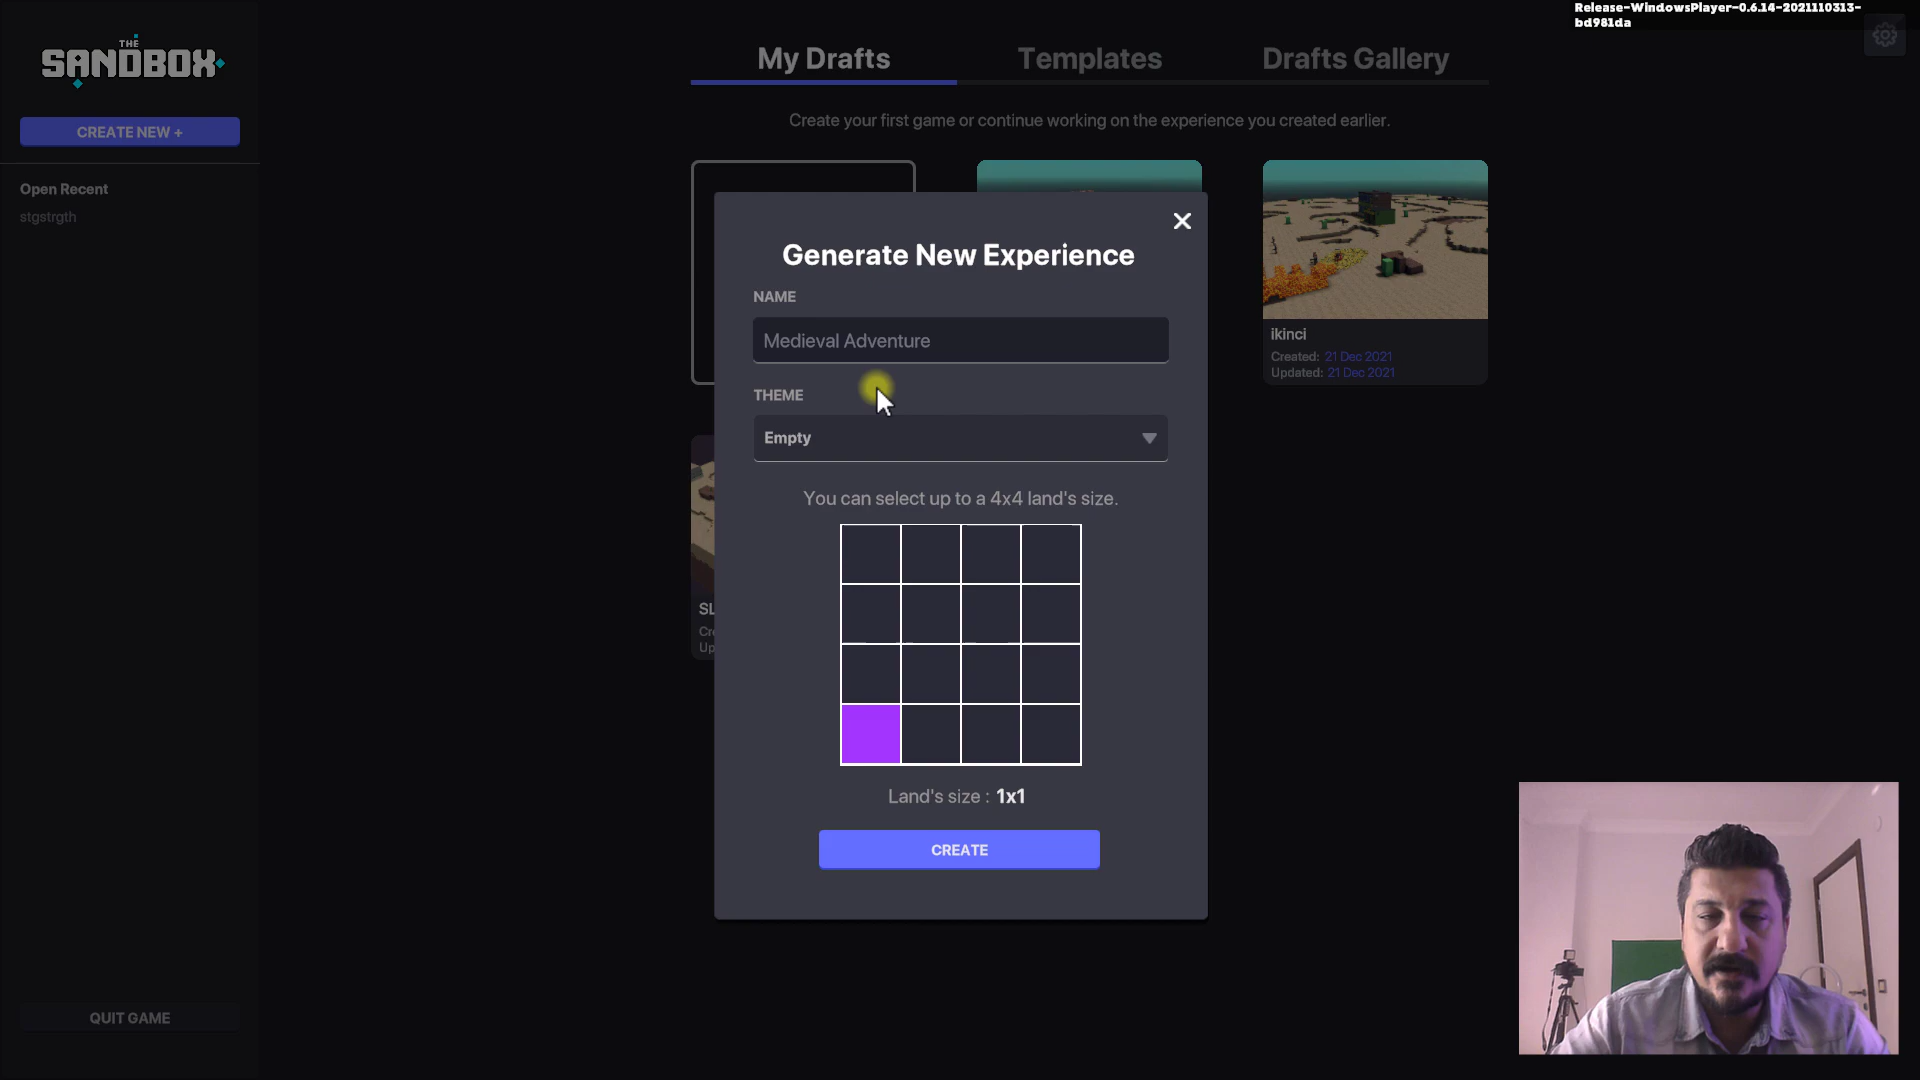 Release-WindowsPlayer-0.6.14-2021110313-
bd981da
THE
SANDBOX
CREATE NEW +
Open Recent
stgstrgth
QUIT GAME
My Drafts
Templates
Drafts Gallery
Create your first game or continue working on the experience you created earlier.
ikinci
Created: 21 Dec 2021
Updated: 21 Dec 2021
SL
Cre
Up
Generate New Experience
NAME
Medieval Adventure
THEME
Empty
You can select up to a 4x4 land's size.
Land's size : 1x1
CREATE